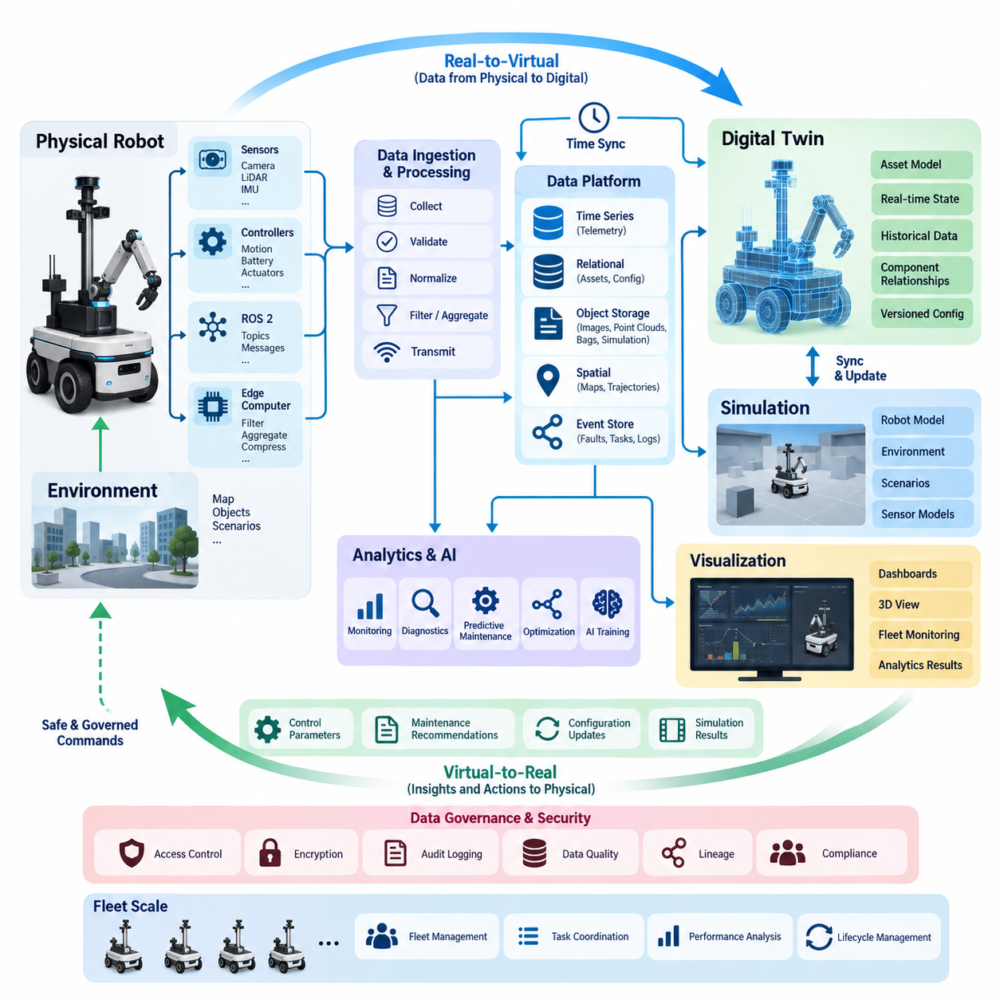 Real-to-Virtual
(Data from Physical to Digital)
Physical Robot
Sensors
Camera
LiDAR
IMU
...
Controllers
Motion
Battery
Actuators
...
ROS 2
Topics
Messages
...
Edge
Computer
Filter
Aggregate
Compress
...
Environment
Map
Objects
Scenarios
...
Safe & Governed
Commands
Data Ingestion
& Processing
Collect
Validate
Normalize
Filter / Aggregate
Transmit
Time Sync
Data Platform
Time Series
(Telemetry)
Relational
(Assets, Config)
Object Storage
(Images, Point Clouds,
Bags, Simulation)
Spatial
(Maps, Trajectories)
Event Store
(Faults, Tasks, Logs)
Digital Twin
Asset Model
Real-time State
Historical Data
Component
Relationships
Versioned Config
Sync
& Update
Simulation
Robot Model
Environment
Scenarios
Sensor Models
Analytics & AI
Monitoring
Diagnostics
Predictive
Maintenance
Optimization
AI Training
Visualization
Dashboards
3D View
Fleet Monitoring
Analytics Results
Control
Parameters
Maintenance
Recommendations
Configuration
Updates
Simulation
Results
Virtual-to-Real
(Insights and Actions to Physical)
Data Governance & Security
Access Control
Encryption
Audit Logging
Data Quality
Lineage
Compliance
Fleet Scale
...
Fleet Management
Task Coordination
Performance Analysis
Lifecycle Management